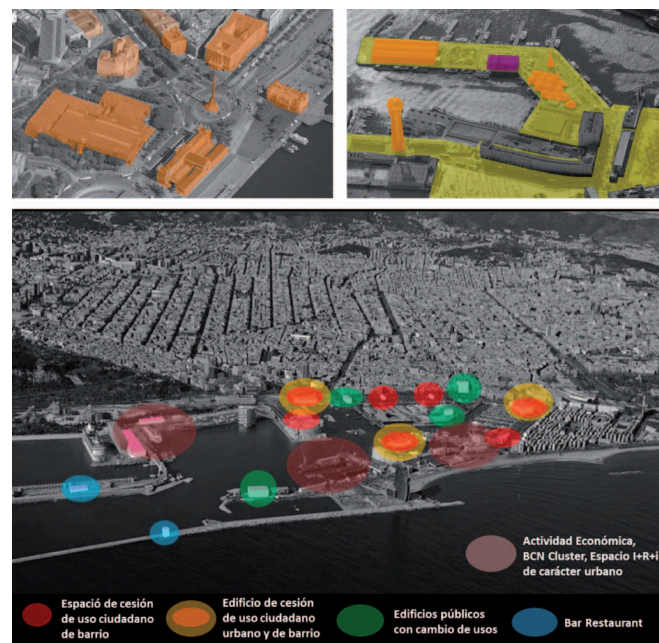 Actividad Económica,
BCN Cluster, Espacio I+R+i
de carácter urbano
Espació de cesión
de uso ciudadano
de barrio
Edificio de cesión
de uso ciudadano
urbano y de barrio
Edificios públicos
con cambio de usos
Bar Restaurant